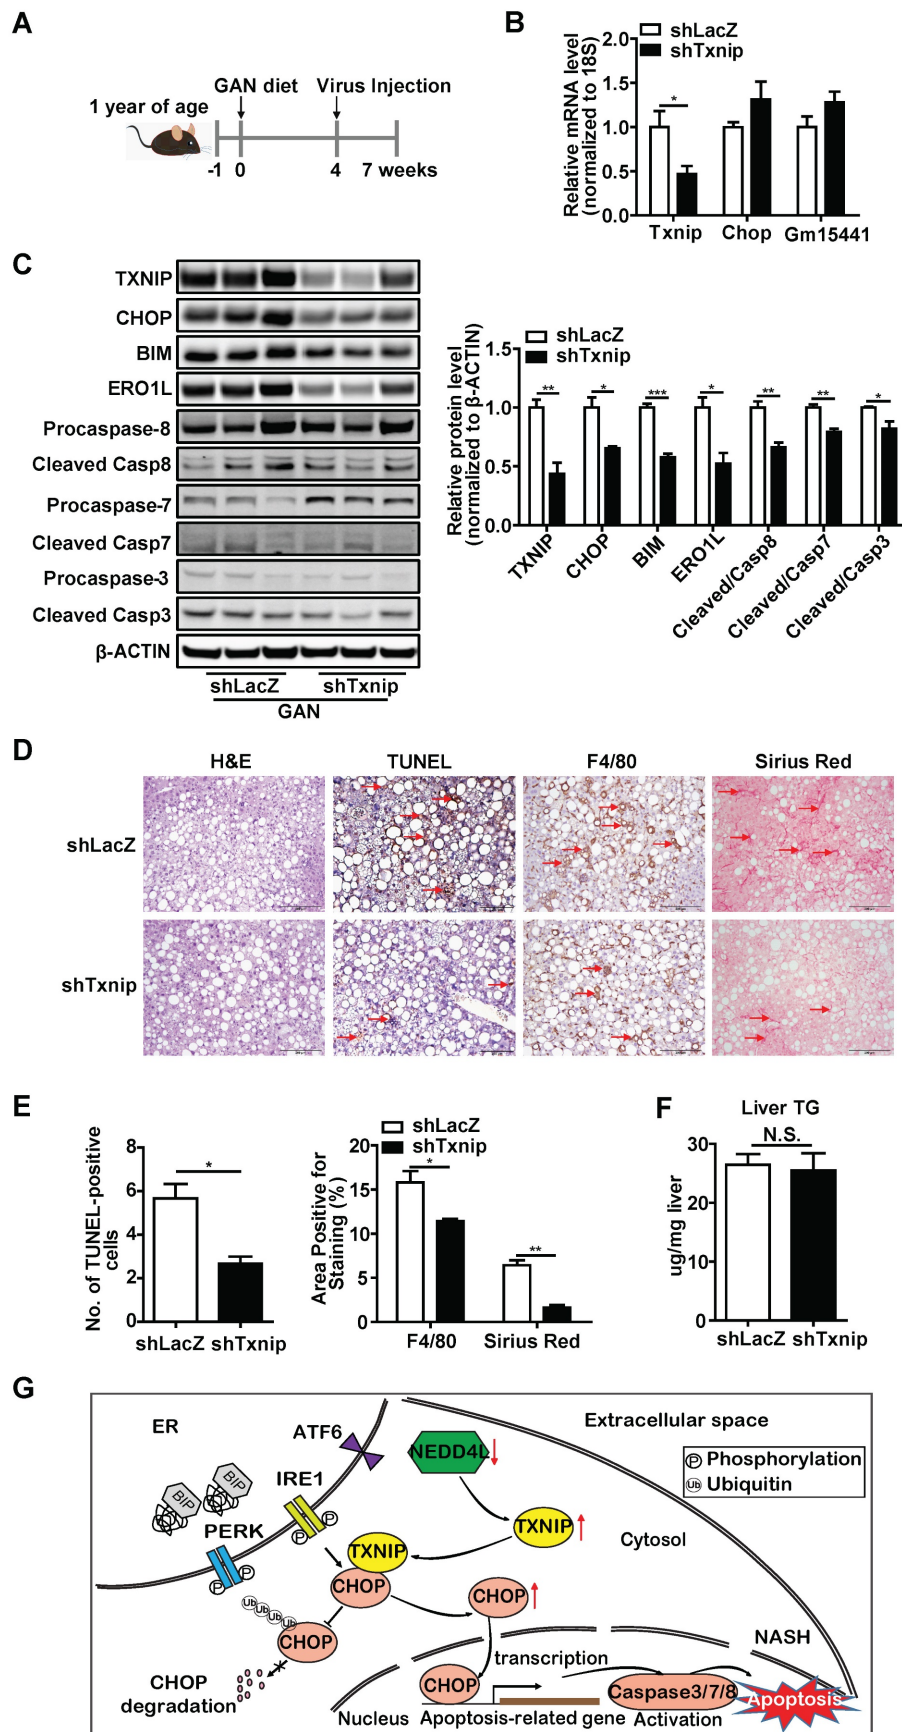 A
GAN diet
Virus Injection
1 year of age
-1 0 4 7 weeks
B
shLacZ
shTxnip
Relative mRNA level
(normalized to 18S)
2.0
1.5
1.0
0.5
0.0
*
Txnip Chop Gm15441
C
TXNIP
CHOP
BIM
ERO1L
Procaspase-8
Cleaved Casp8
Procaspase-7
Cleaved Casp7
Procaspase-3
Cleaved Casp3
β-ACTIN
shLacZ shTxnip
GAN
Relative protein level
(normalized to β-ACTIN)
shLacZ
shTxnip
1.5
1.0
0.5
0.0
** * *** * ** ** *
TXNIP
CHOP
BIM
ERO1L
Cleaved/Casp8
Cleaved/Casp7
Cleaved/Casp3
D
H&E TUNEL F4/80 Sirius Red
shLacZ
shTxnip
E
No. of TUNEL-positive
cells
8
6
4
2
0
*
shLacZ shTxnip
Area Positive for
Staining (%)
shLacZ
shTxnip
20
15
10
5
0
*
**
F4/80 Sirius Red
F
Liver TG
N.S.
ug/mg liver
30
20
10
0
shLacZ shTxnip
G
ER
ATF6
NEDD4L
Extracellular space
P Phosphorylation
Ub Ubiquitin
BIP
BIP
IRE1
PERK
P P
P P
TXNIP
Cytosol
TXNIP
CHOP
CHOP
Ub Ub Ub Ub
CHOP
NASH
CHOP
degradation
transcription
CHOP
Caspase3/7/8
Apoptosis
Nucleus
Apoptosis-related gene
Activation